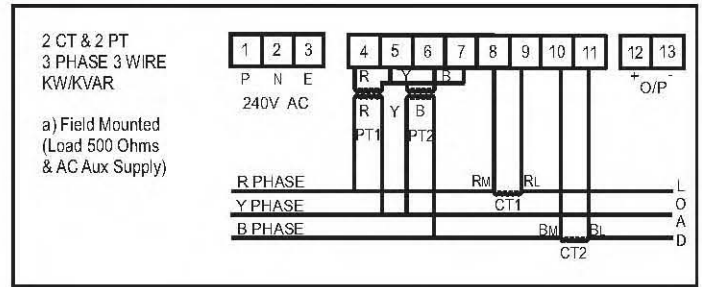 2 CT & 2 PT
3 PHASE 3 WIRE
KW/KVAR
a) Field Mounted
(Load 500 Ohms
& AC Aux Supply)
1 2 3 4 5 6 7 8 9 10 11 12 13
P N E R Y B + -
240V AC O/P
R Y B
PT1 PT2
R PHASE RM RL L
CT1
Y PHASE O
B PHASE BM BL A
CT2 D